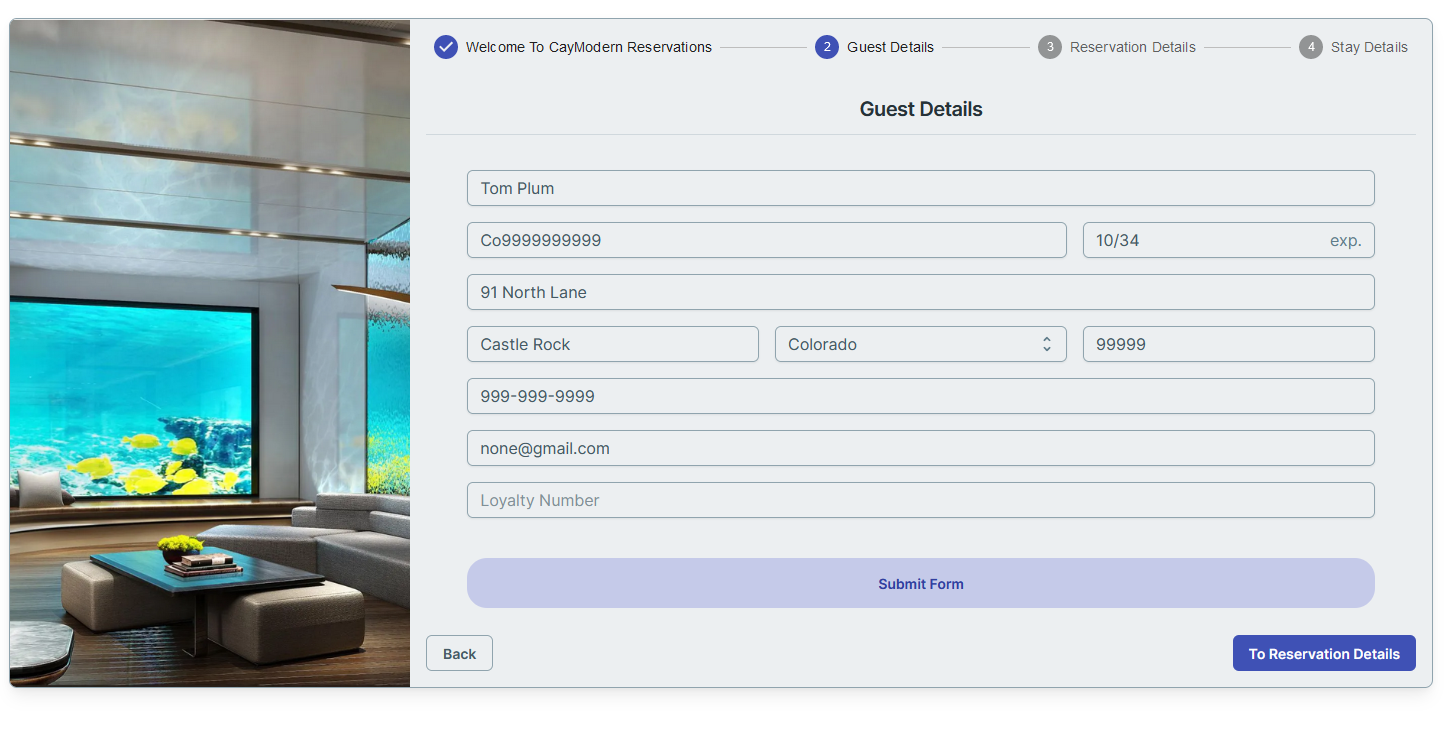 Welcome To CayModern Reservations 2 Guest Details 3 Reservation Details 4 Stay Details
Guest Details
Tom Plum
Co9999999999 10/34 exp.
91 North Lane
Castle Rock Colorado 99999
999-999-9999
none@gmail.com
Loyalty Number
Submit Form
Back To Reservation Details